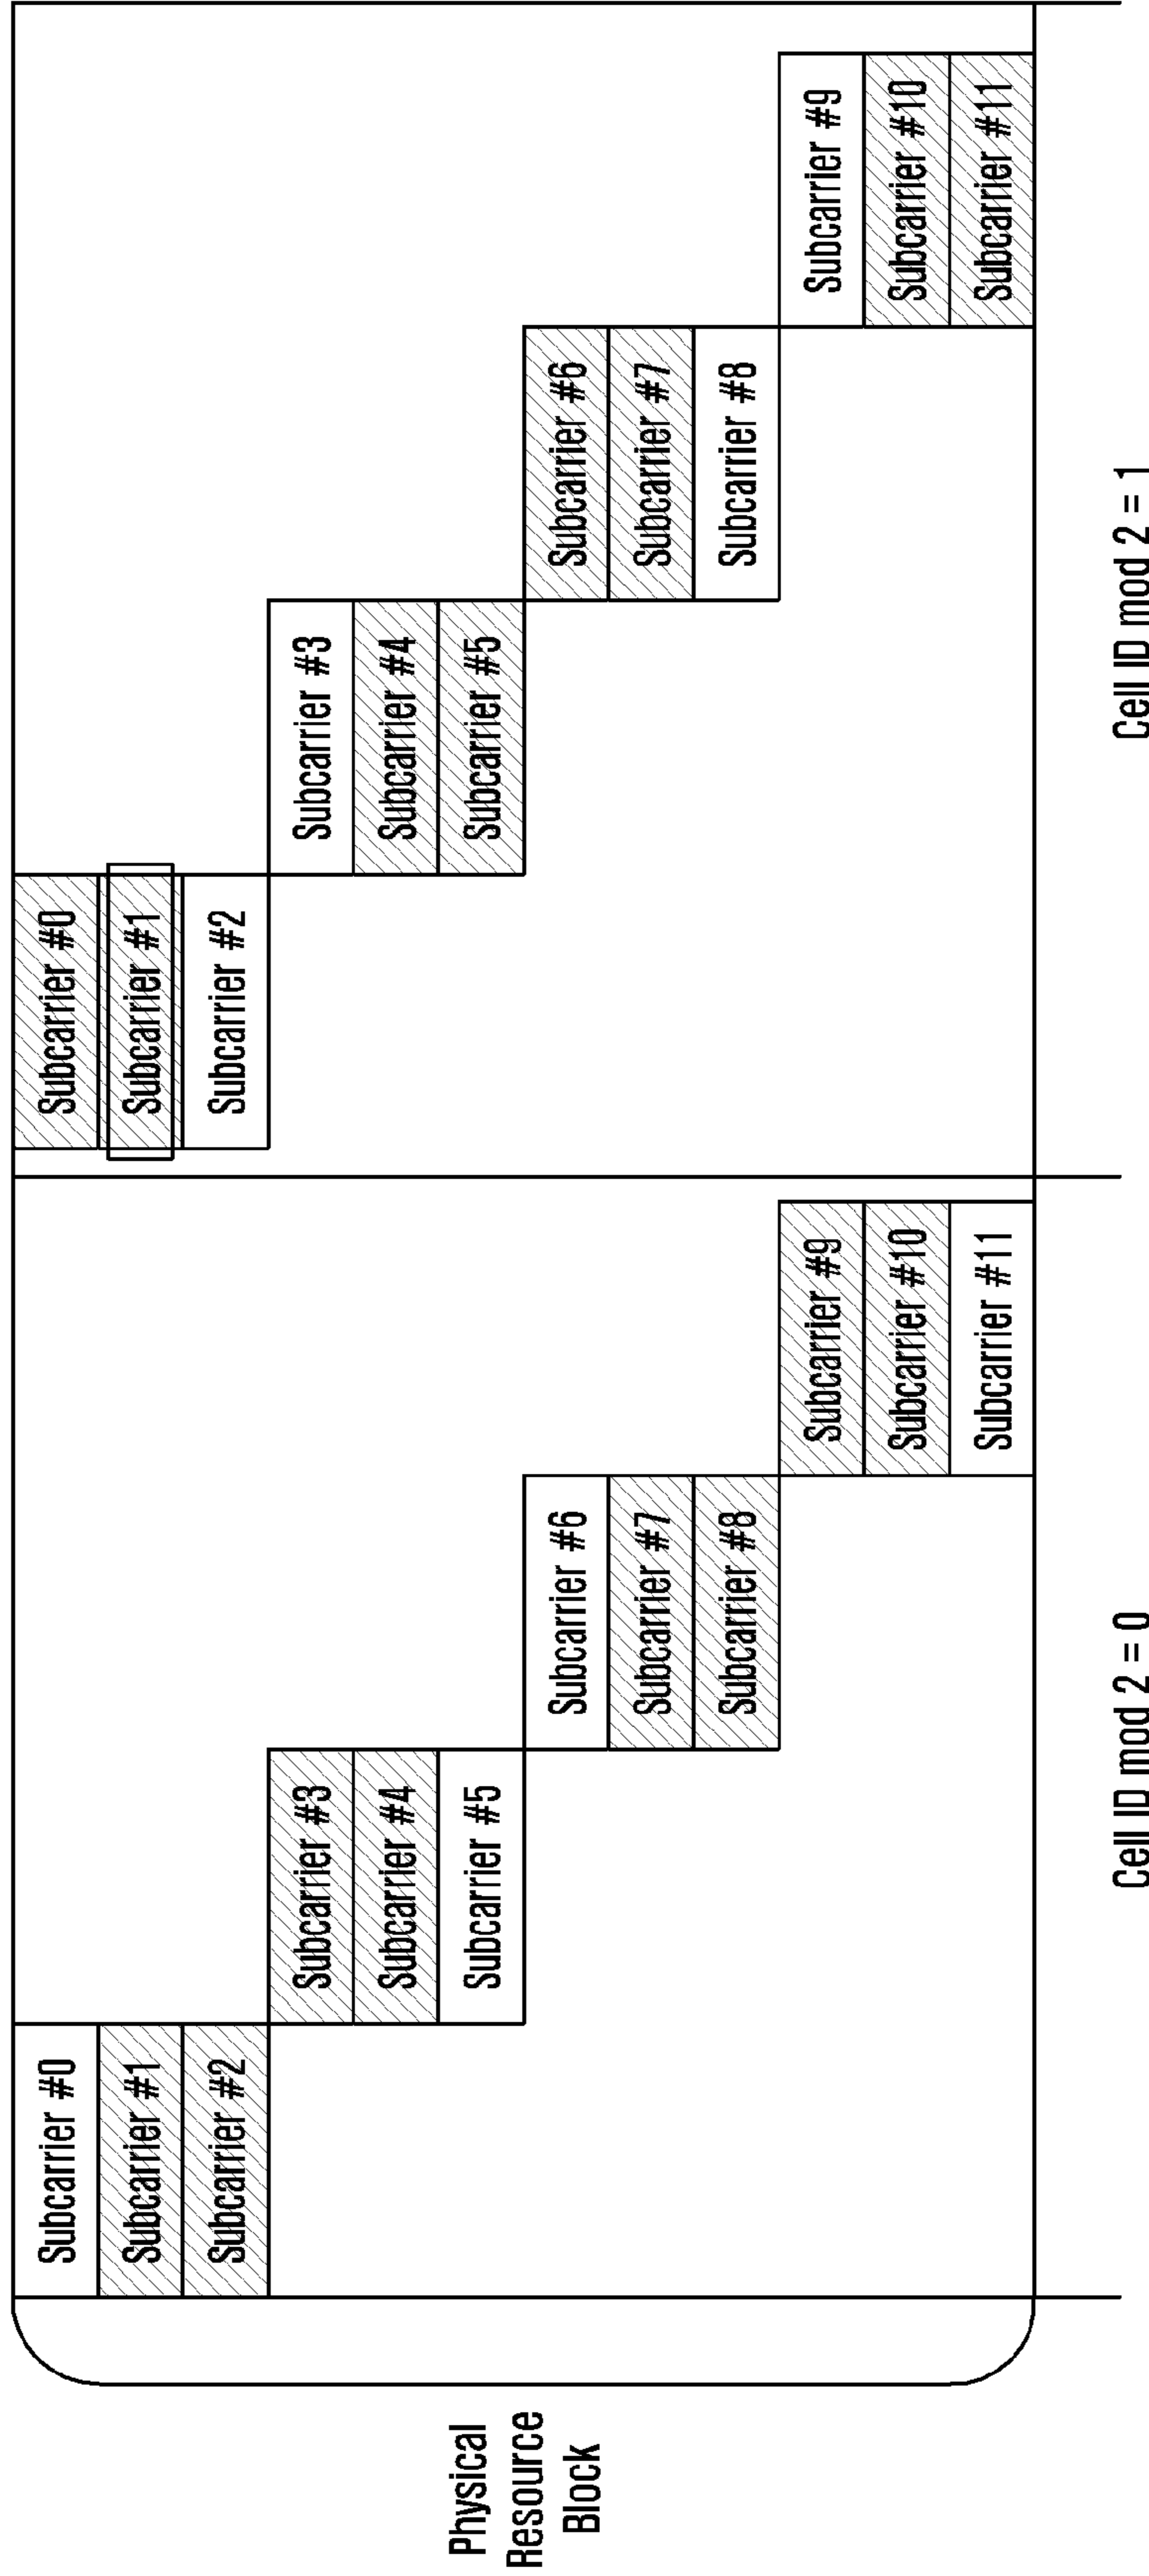 Physical
Resource
Block
Subcarrier #0
Subcarrier #1
Subcarrier #2
Subcarrier #3
Subcarrier #4
Subcarrier #5
Subcarrier #6
Subcarrier #7
Subcarrier #8
Subcarrier #9
Subcarrier #10
Subcarrier #11
Cell ID mod 2 = 0
Subcarrier #0
Subcarrier #1
Subcarrier #2
Subcarrier #3
Subcarrier #4
Subcarrier #5
Subcarrier #6
Subcarrier #7
Subcarrier #8
Subcarrier #9
Subcarrier #10
Subcarrier #11
Cell ID mod 2 = 1